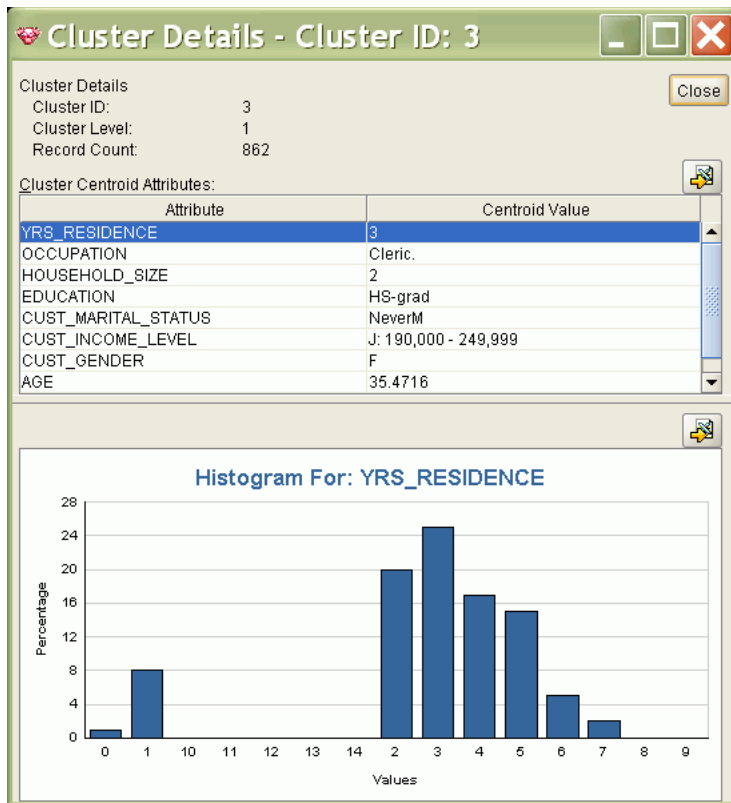 Cluster Details - Cluster ID: 3
Cluster Details
Close
Cluster ID: 3
Cluster Level: 1
Record Count: 862
Cluster Centroid Attributes:
Attribute Centroid Value
YRS_RESIDENCE 3
OCCUPATION Cleric.
HOUSEHOLD_SIZE 2
EDUCATION HS-grad
CUST_MARITAL_STATUS NeverM
CUST_INCOME_LEVEL J: 190,000 - 249,999
CUST_GENDER F
AGE 35.4716
Histogram For: YRS_RESIDENCE
28
24
20
16
12
8
4
0
Percentage
0 1 10 11 12 13 14 2 3 4 5 6 7 8 9
Values